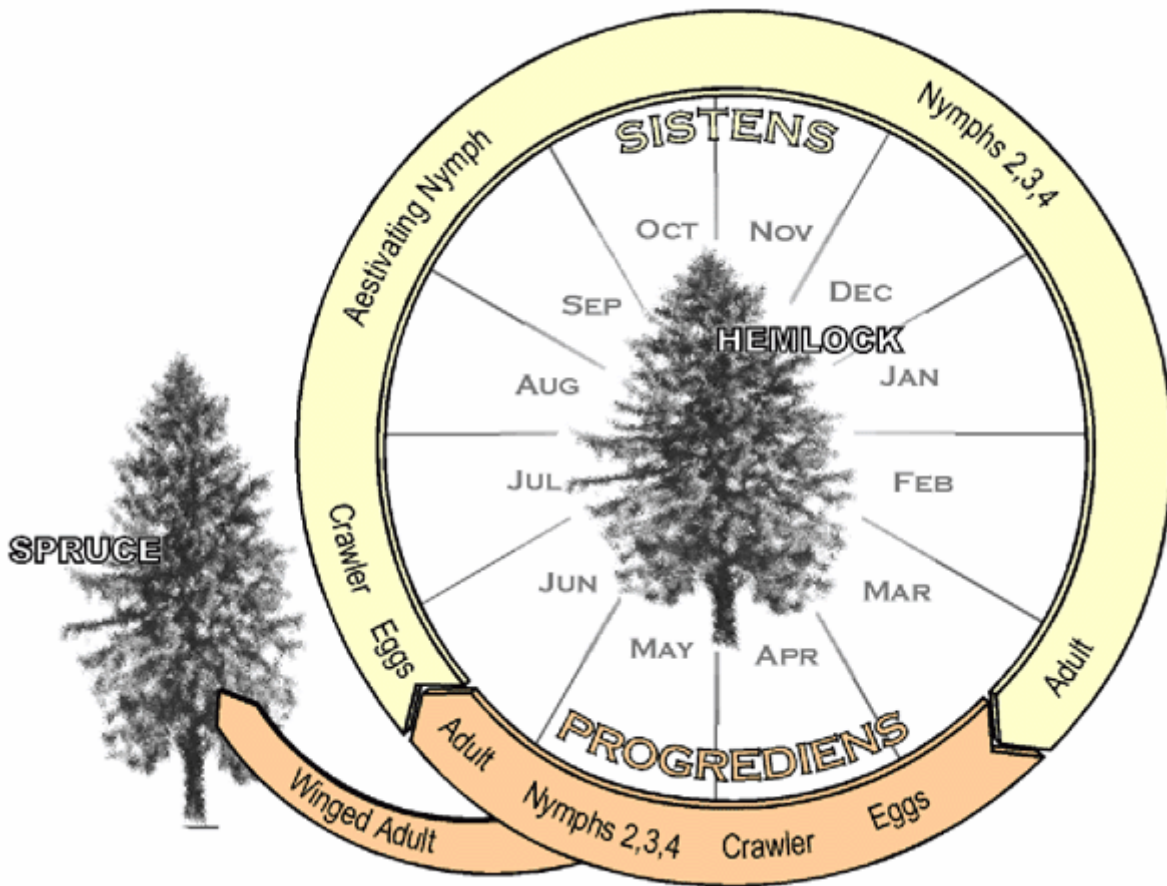 SISTENS
Nymphs 2,3,4
Aestivating Nymph
OCT
NOV
SEP
DEC
HEMLOCK
AUG
JAN
JUL
FEB
SPRUCE
Crawler
JUN
MAR
Eggs
MAY
APR
Adult
PROGREDIENS
Adult
Nymphs 2,3,4
Crawler
Eggs
Winged Adult